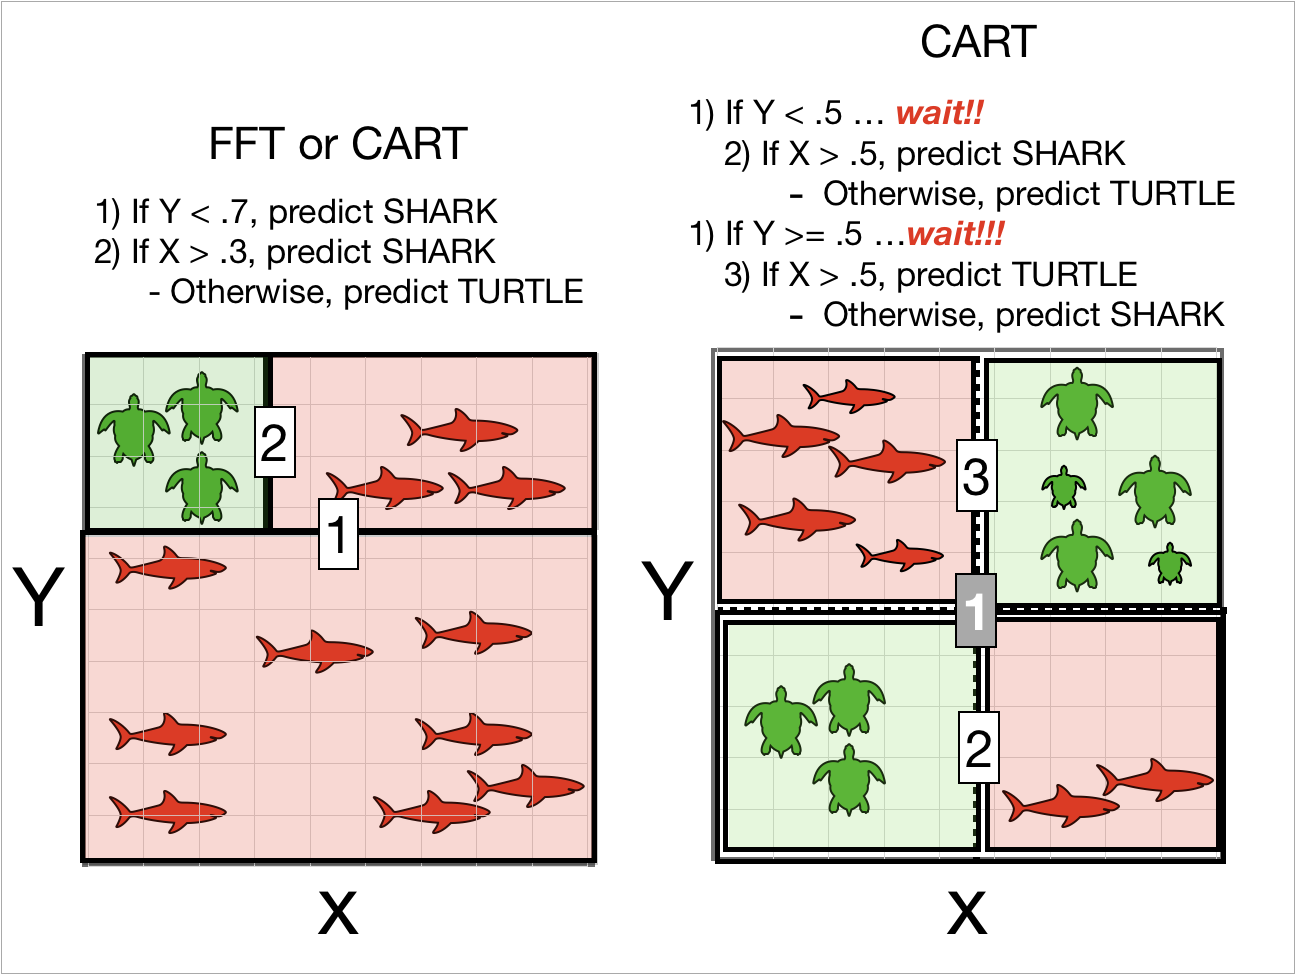 FFT or CART
1) If Y < .7, predict SHARK
2) If X > .3, predict SHARK
- Otherwise, predict TURTLE
2
1
Y
X
CART
1) If Y < .5 … wait!!
2) If X > .5, predict SHARK
- Otherwise, predict TURTLE
1) If Y >= .5 …wait!!!
3) If X > .5, predict TURTLE
- Otherwise, predict SHARK
3
1
2
Y
X